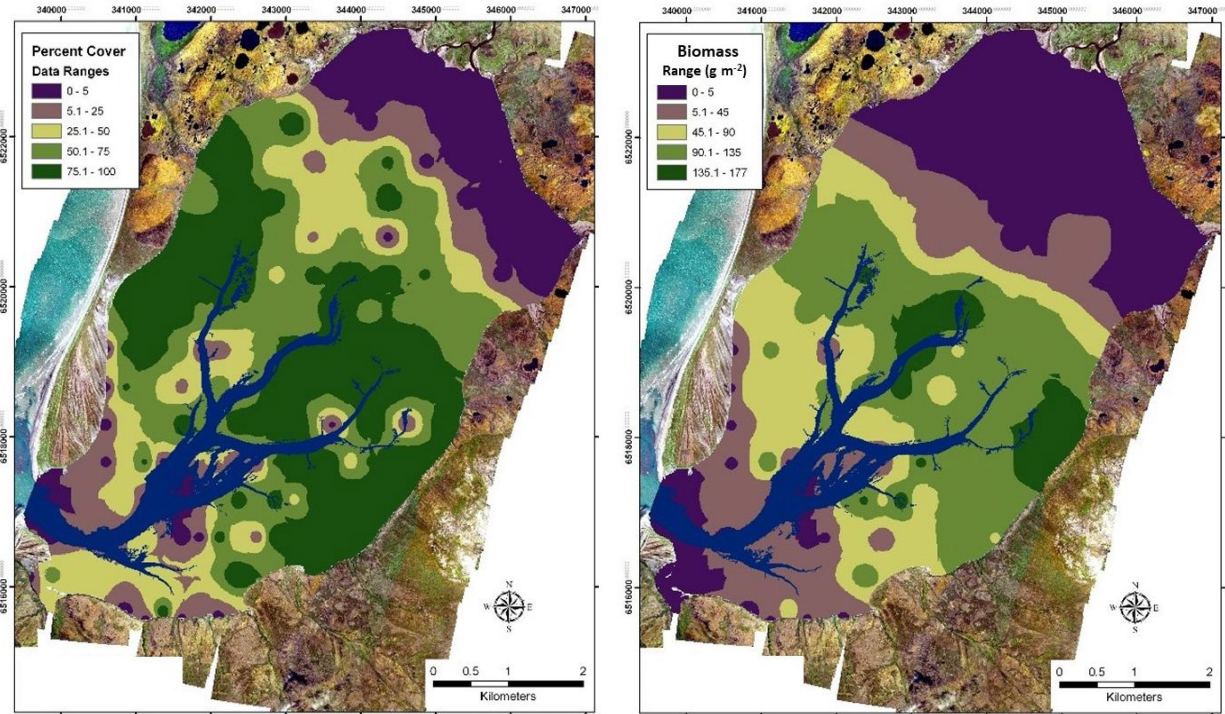 340000 341000 342000 343000 344000 345000 346000 347000
Percent Cover
Data Ranges
0 - 5
5.1 - 25
25.1 - 50
50.1 - 75
75.1 - 100
6522000
6520000
6518000
6516000
N
W E
S
0 0.5 1 2
Kilometers
340000 341000 342000 343000 344000 345000 346000 347000
Biomass
Range (g m⁻²)
0 - 5
5.1 - 45
45.1 - 90
90.1 - 135
135.1 - 177
6522000
6520000
6518000
6516000
N
W E
S
0 0.5 1 2
Kilometers